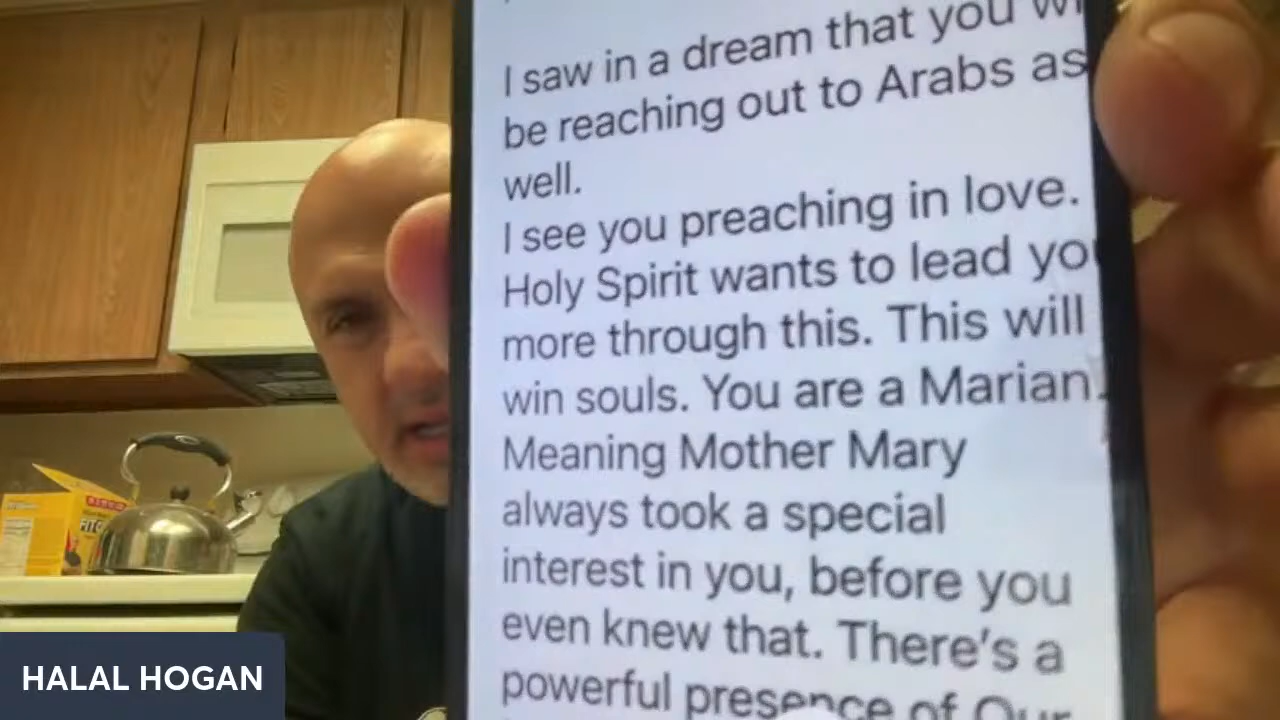 I saw in a dream that you
be reaching out to Arabs as
well.
I see you preaching in love.
Holy Spirit wants to lead you
more through this. This will
win souls. You are a Marian.
Meaning Mother Mary
always took a special
interest in you, before you
even knew that. There's a
powerful presence of Our
HALAL HOGAN